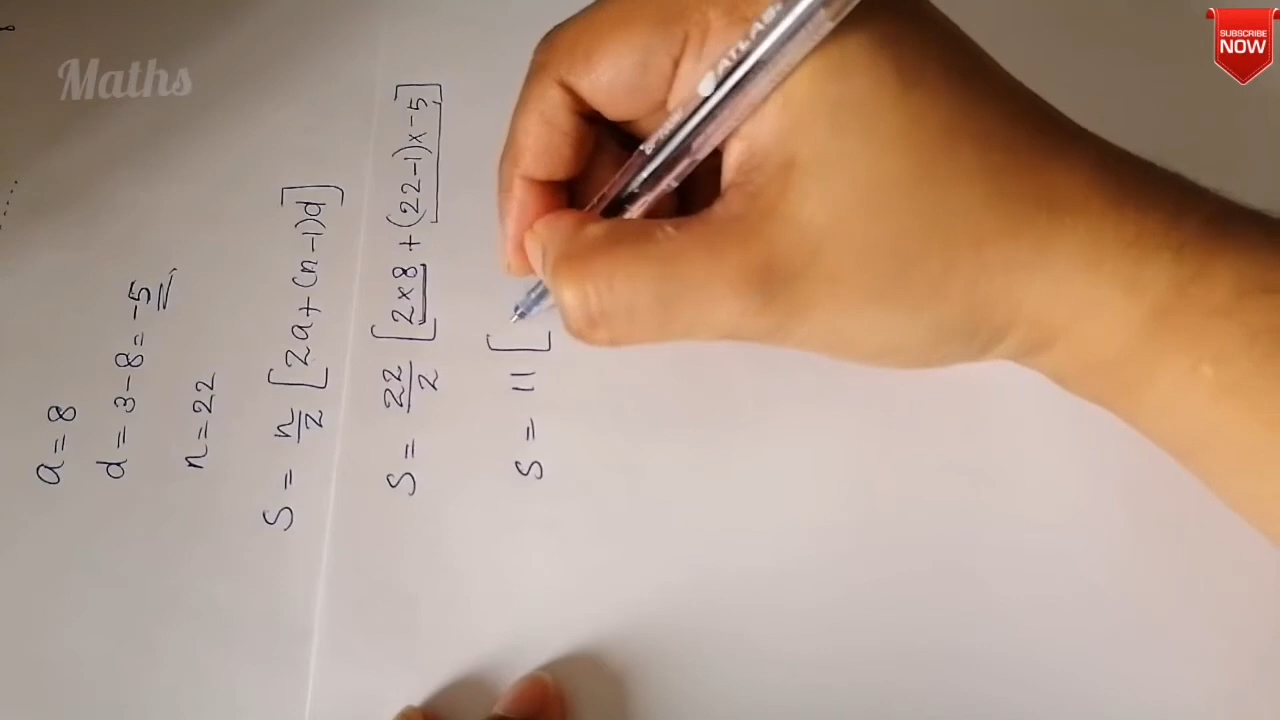 Maths
SUBSCRIBE
NOW
a = 8
d = 3 - 8 = -5
n = 22
S = n/2 [2a + (n - 1)d]
S = 22/2 [2 × 8 + (22 - 1) × -5]
S = 11 [
ATLAS